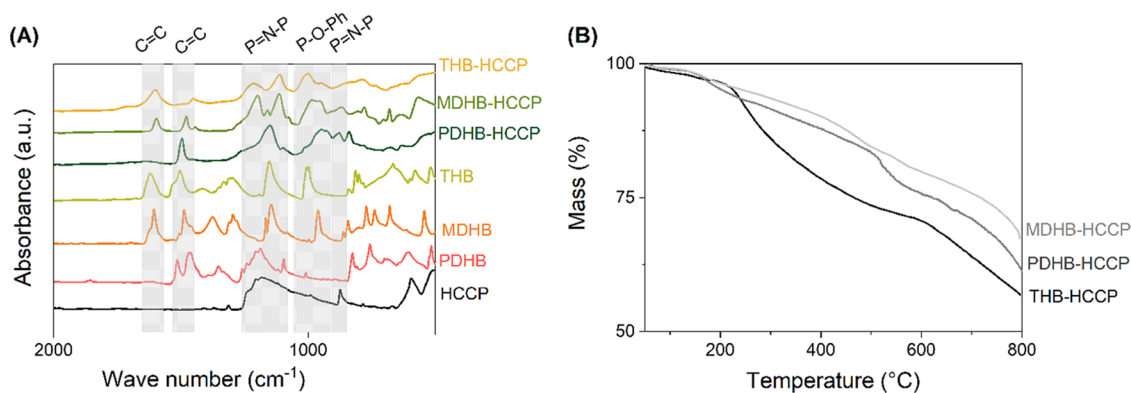 (A)
C=C
C=C
P=N-P
P-O-Ph
P=N-P
THB-HCCP
MDHB-HCCP
PDHB-HCCP
THB
MDHB
PDHB
HCCP
Absorbance (a.u.)
2000
1000
Wave number (cm⁻¹)
(B)
100
75
50
Mass (%)
MDHB-HCCP
PDHB-HCCP
THB-HCCP
200
400
600
800
Temperature (°C)